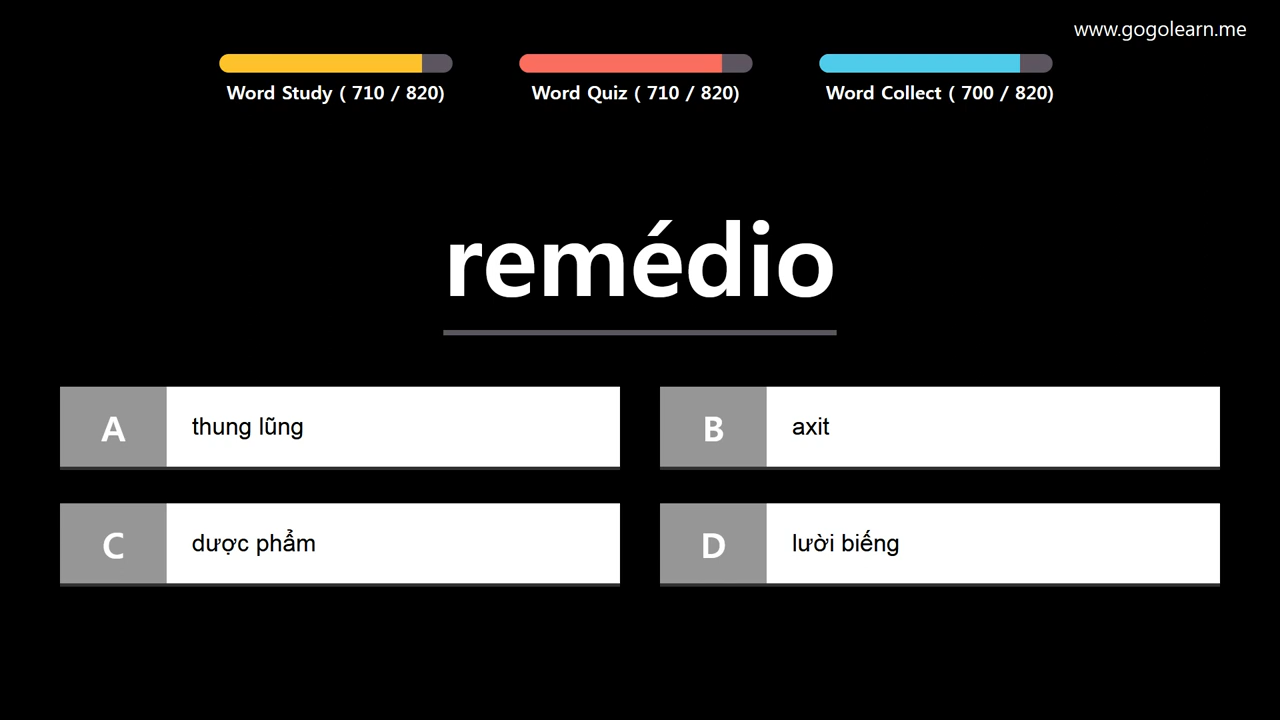 www.gogolearn.me
Word Study ( 710 / 820)
Word Quiz ( 710 / 820)
Word Collect ( 700 / 820)
remédio
A thung lũng
B axit
C dược phẩm
D lười biếng